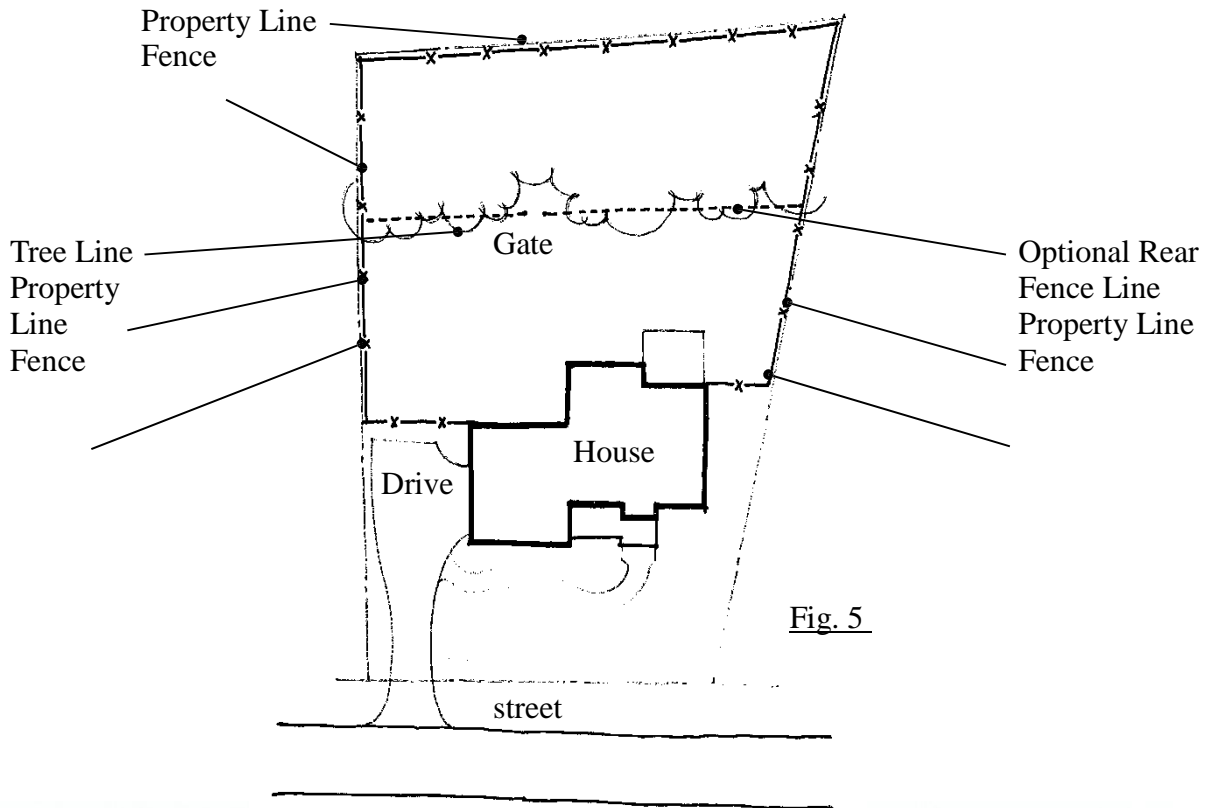 Property Line
Fence
Gate
Tree Line
Property
Line
Fence
Optional Rear
Fence Line
Property Line
Fence
House
Drive
Fig. 5
street